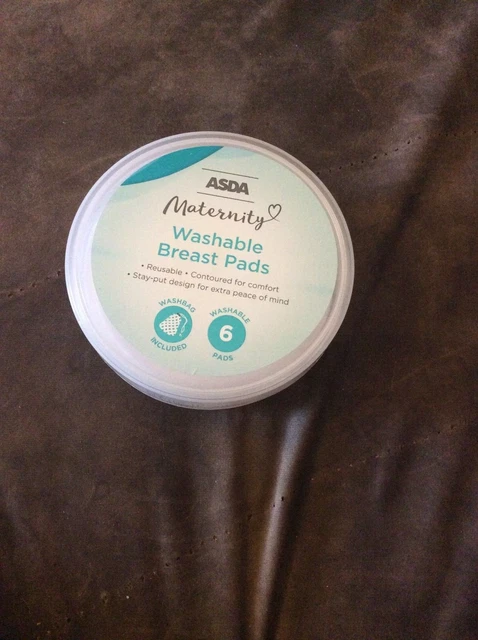 ASDA
Maternity
Washable
Breast Pads
• Reusable • Contoured for comfort
• Stay-put design for extra peace of mind
WASHBAG
INCLUDED
WASHABLE
6
PADS